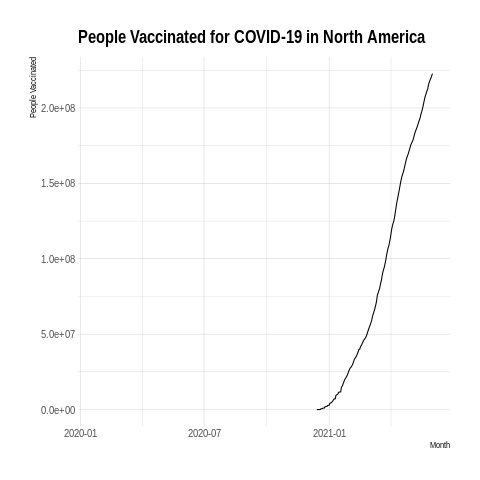 People Vaccinated for COVID-19 in North America
People Vaccinated
2.0e+08
1.5e+08
1.0e+08
5.0e+07
0.0e+00
2020-01 2020-07 2021-01
Month